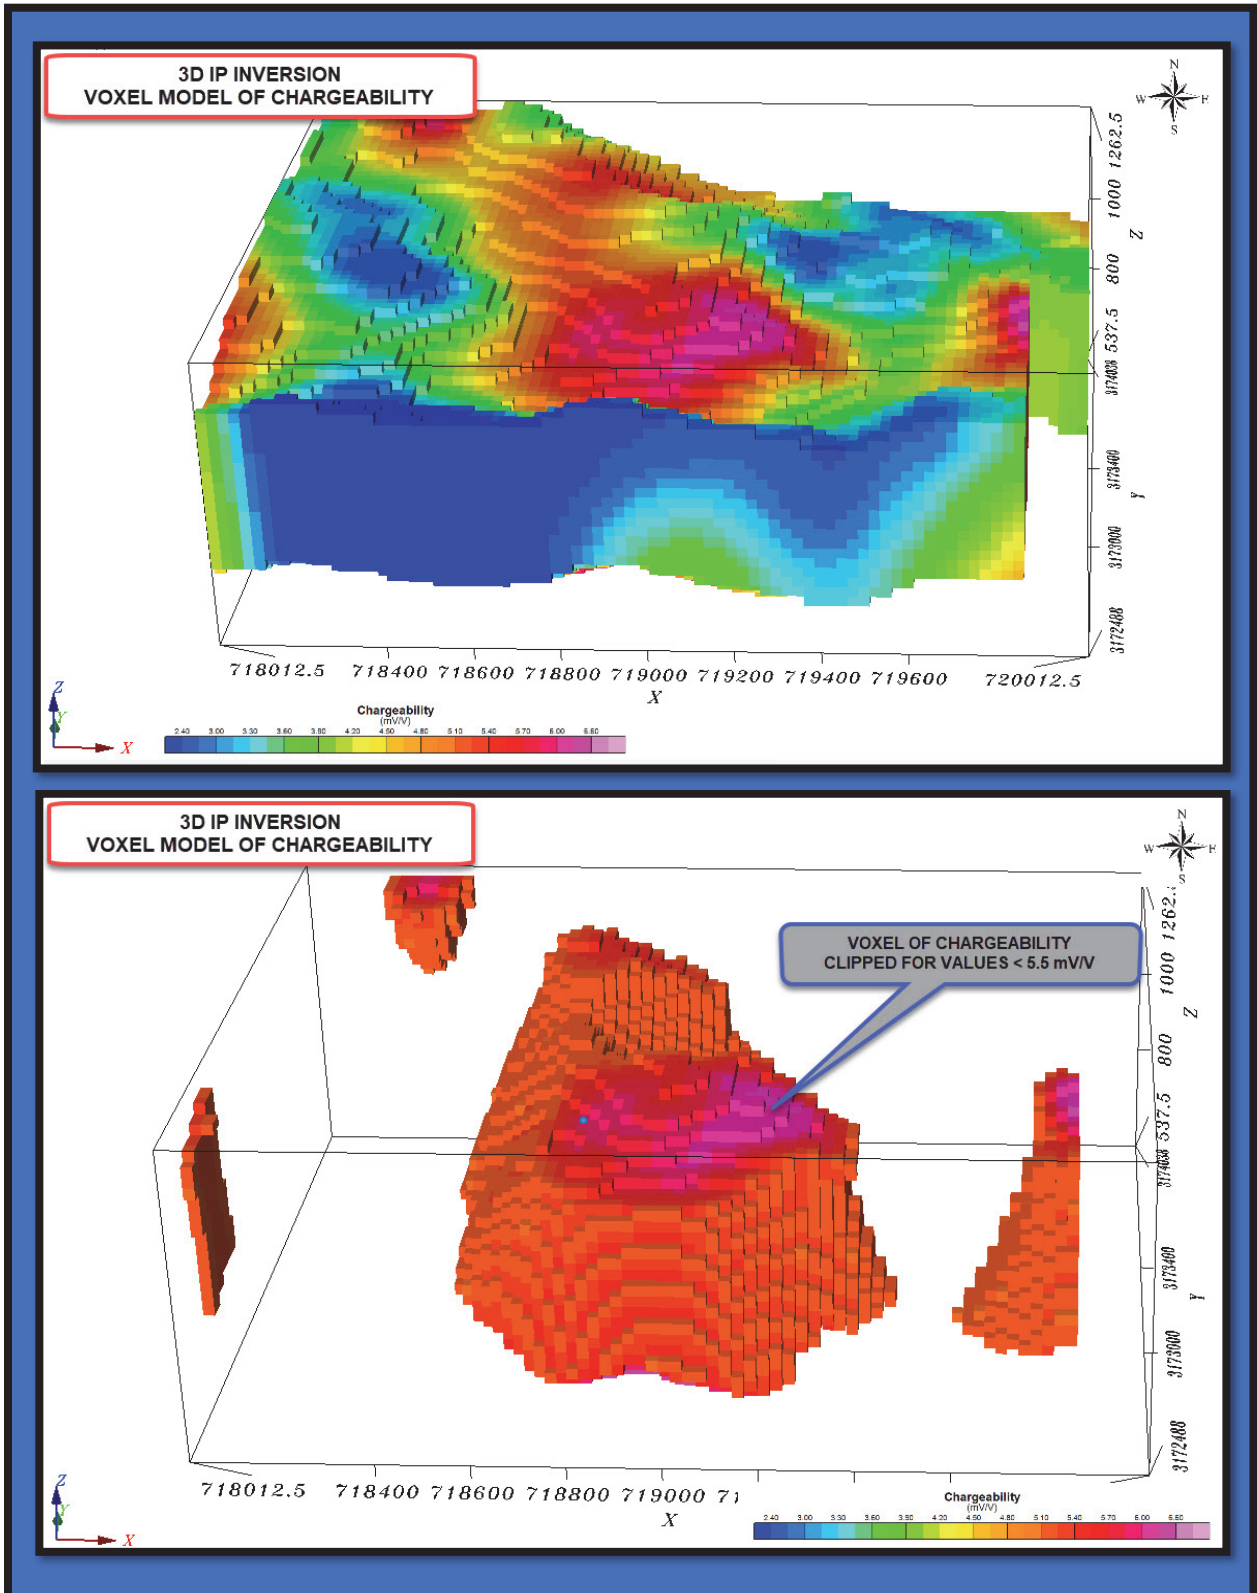 3D IP INVERSION
VOXEL MODEL OF CHARGEABILITY
N
W E
S
1262.5
1000
Z
800
537.5
3174038
3173400
Y
3173000
3172488
718012.5 718400 718600 718800 719000 719200 719400 719600 720012.5
X
Z
Y
X
Chargeability
(mV/V)
2.40 3.00 3.30 3.60 3.90 4.20 4.50 4.80 5.10 5.40 5.70 6.00 6.60
3D IP INVERSION
VOXEL MODEL OF CHARGEABILITY
N
W E
S
VOXEL OF CHARGEABILITY
CLIPPED FOR VALUES < 5.5 mV/V
1262.
1000
Z
800
537.5
3174038
3173400
Y
3173000
3172488
718012.5 718400 718600 718800 719000 71
X
Z
Y
X
Chargeability
(mV/V)
2.40 3.00 3.30 3.60 3.90 4.20 4.50 4.80 5.10 5.40 5.70 6.00 6.60